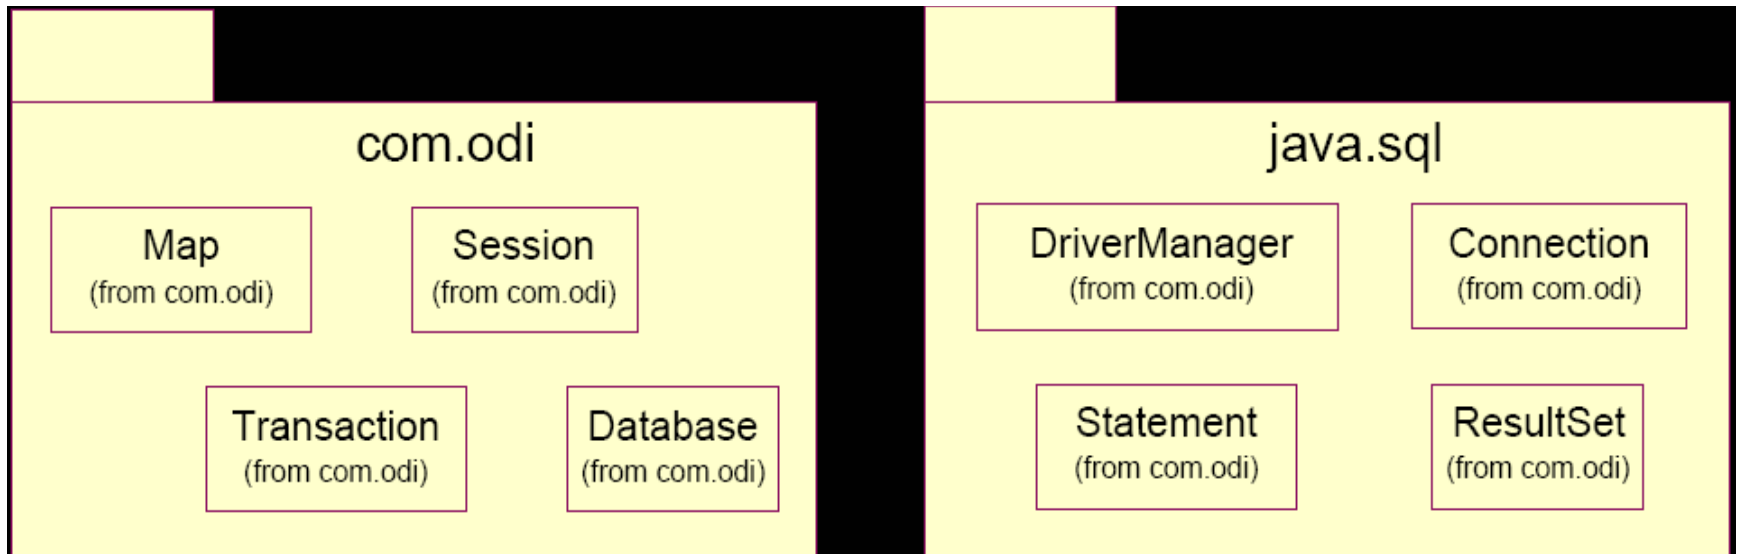 com.odi
Map
(from com.odi)
Session
(from com.odi)
Transaction
(from com.odi)
Database
(from com.odi)
java.sql
DriverManager
(from com.odi)
Connection
(from com.odi)
Statement
(from com.odi)
ResultSet
(from com.odi)